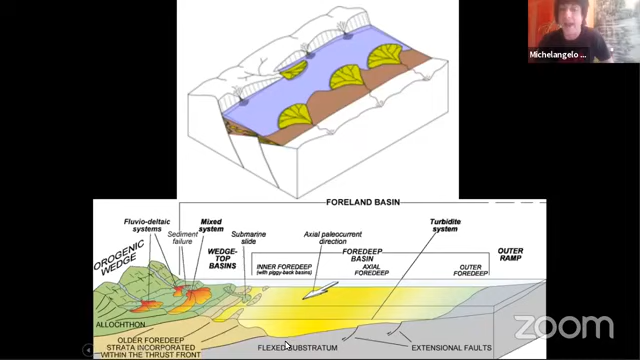 Michelangelo ...
FORELAND BASIN
Fluvio-deltaic
systems
Sediment
failure
Mixed
system
Submarine
slide
Axial paleocurrent
direction
Turbidite
system
OROGENIC
WEDGE
WEDGE-
TOP
BASINS
FOREDEEP
BASIN
INNER FOREDEEP
(with piggy-back basins)
AXIAL
FOREDEEP
OUTER
FOREDEEP
OUTER
RAMP
ALLOCHTHON
OLDER FOREDEEP
STRATA INCORPORATED
WITHIN THE THRUST FRONT
FLEXED SUBSTRATUM
EXTENSIONAL FAULTS
zoom